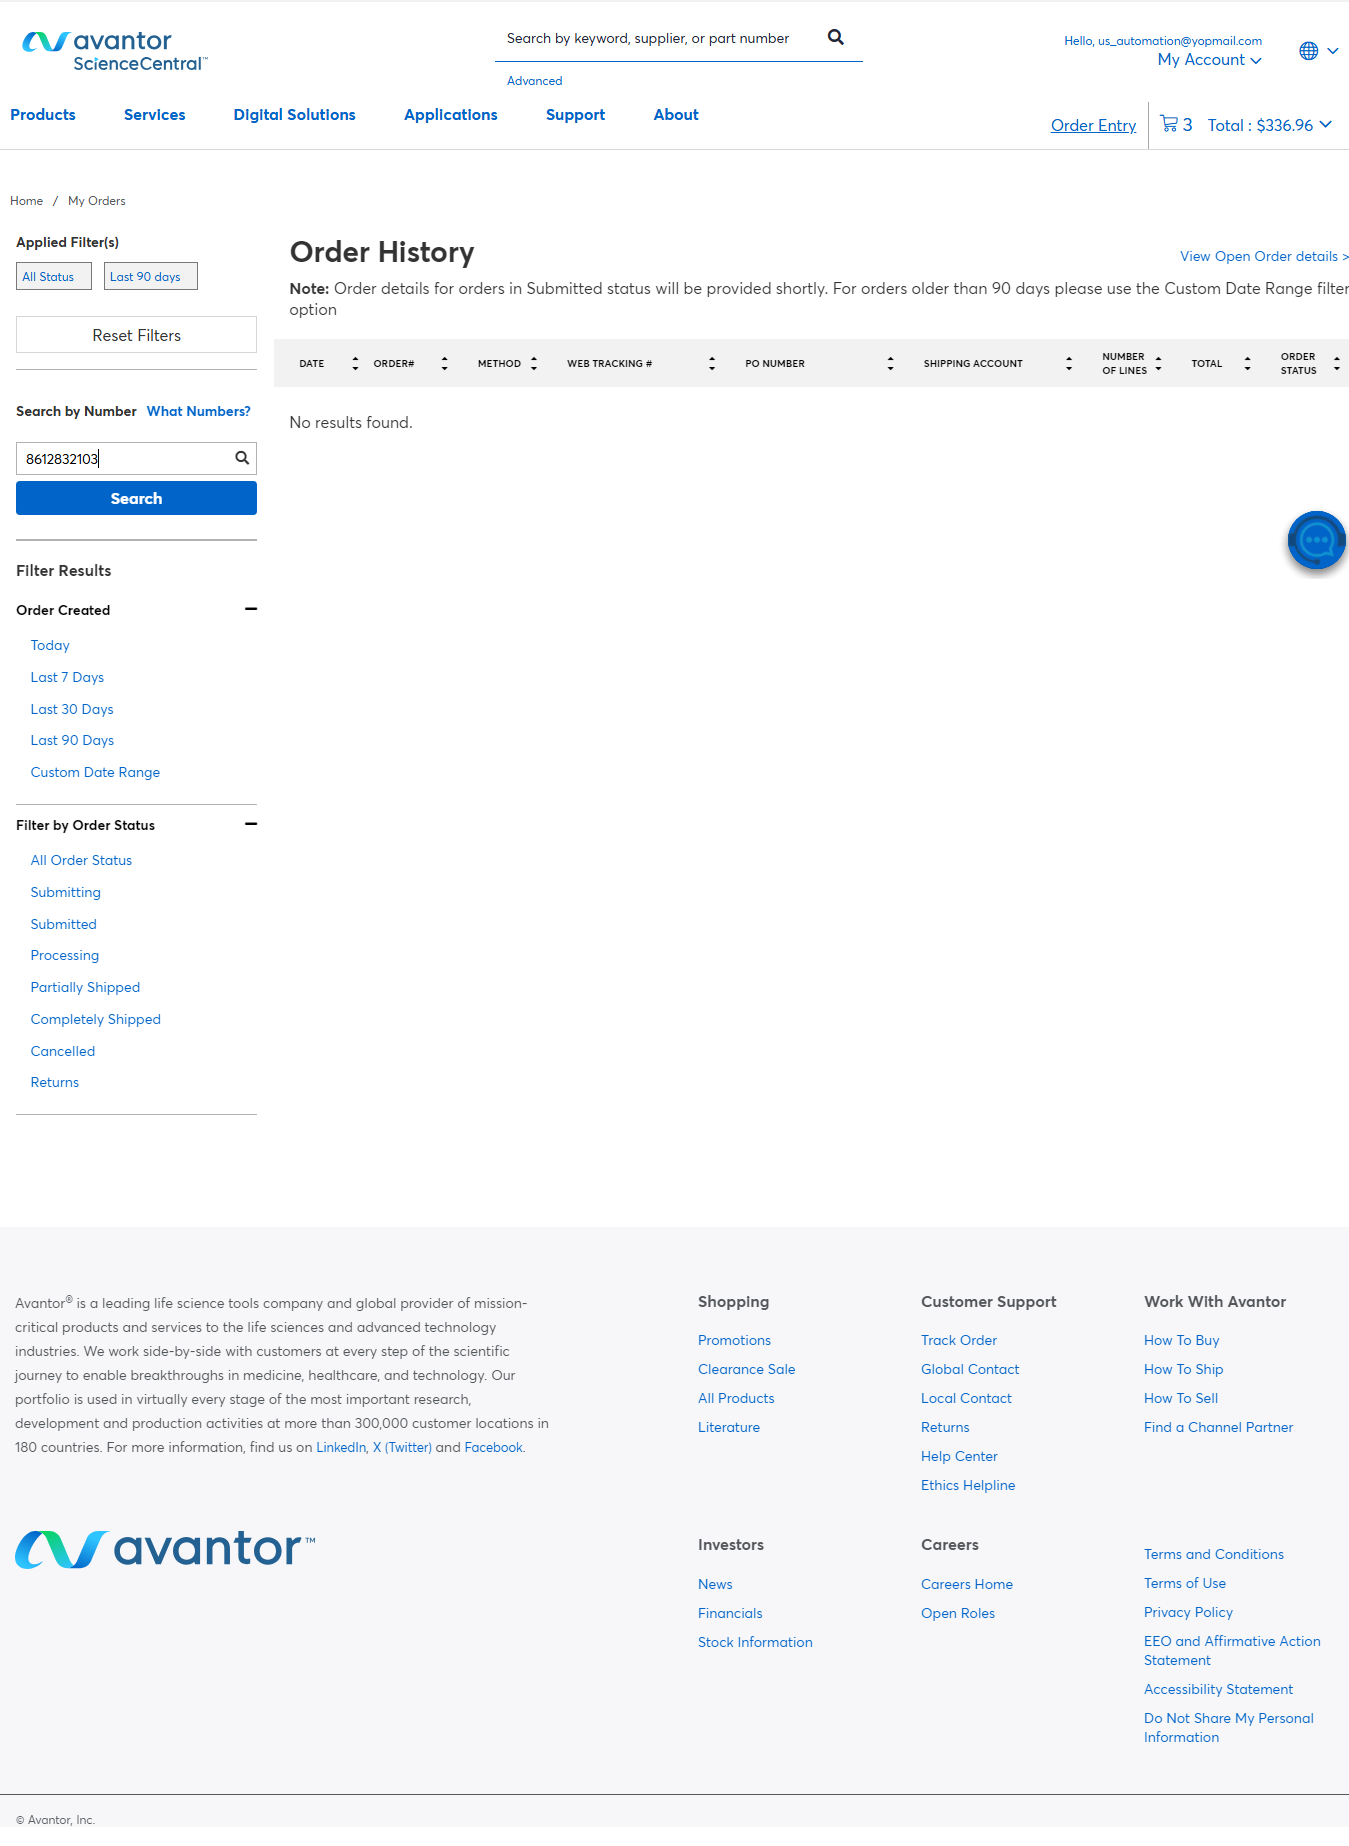 avantor
ScienceCentral™
Search by keyword, supplier, or part number
Advanced
Hello, us_automation@yopmail.com
My Account
Products
Services
Digital Solutions
Applications
Support
About
Order Entry
3
Total : $336.96
Home / My Orders
Applied Filter(s)
All Status
Last 90 days
Reset Filters
Search by Number What Numbers?
8612832103
Search
Filter Results
Order Created
Today
Last 7 Days
Last 30 Days
Last 90 Days
Custom Date Range
Filter by Order Status
All Order Status
Submitting
Submitted
Processing
Partially Shipped
Completely Shipped
Cancelled
Returns
Order History
View Open Order details >
Note: Order details for orders in Submitted status will be provided shortly. For orders older than 90 days please use the Custom Date Range filter
option
DATE
ORDER#
METHOD
WEB TRACKING #
PO NUMBER
SHIPPING ACCOUNT
NUMBER
OF LINES
TOTAL
ORDER
STATUS
No results found.
Avantor® is a leading life science tools company and global provider of mission-
critical products and services to the life sciences and advanced technology
industries. We work side-by-side with customers at every step of the scientific
journey to enable breakthroughs in medicine, healthcare, and technology. Our
portfolio is used in virtually every stage of the most important research,
development and production activities at more than 300,000 customer locations in
180 countries. For more information, find us on LinkedIn, X (Twitter) and Facebook.
avantor™
Shopping
Promotions
Clearance Sale
All Products
Literature
Customer Support
Track Order
Global Contact
Local Contact
Returns
Help Center
Ethics Helpline
Work With Avantor
How To Buy
How To Ship
How To Sell
Find a Channel Partner
Investors
News
Financials
Stock Information
Careers
Careers Home
Open Roles
Terms and Conditions
Terms of Use
Privacy Policy
EEO and Affirmative Action
Statement
Accessibility Statement
Do Not Share My Personal
Information
© Avantor, Inc.